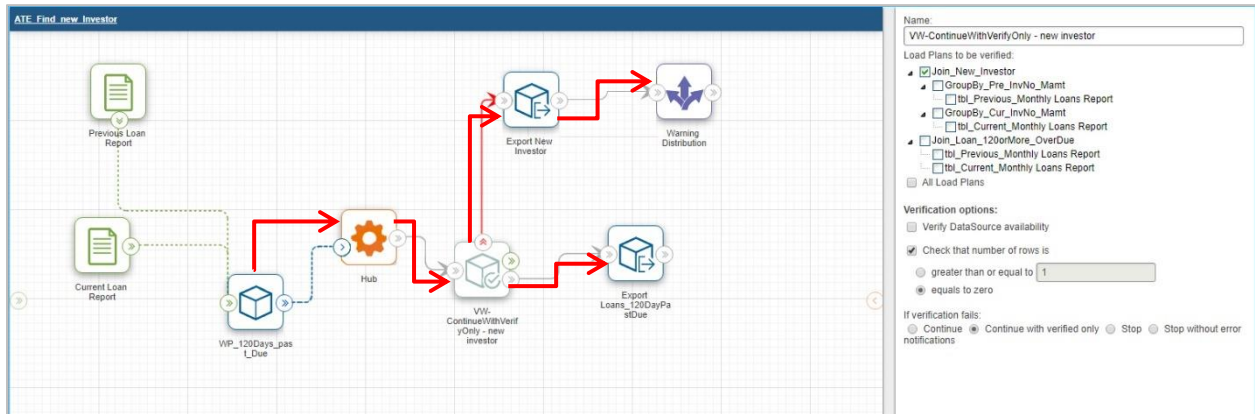 ATE_Find_new_Investor
Previous Loan
Report
Current Loan
Report
WP_120Days_pas
t_Due
Hub
VW-
ContinueWithVerif
yOnly - new
investor
Export New
Investor
Warning
Distribution
Export
Loans_120DayPa
stDue
Name:
VW-ContinueWithVerifyOnly - new investor
Load Plans to be verified:
Join_New_Investor
GroupBy_Pre_InvNo_Mamt
tbl_Previous_Monthly Loans Report
GroupBy_Cur_InvNo_Mamt
tbl_Current_Monthly Loans Report
Join_Loan_120orMore_OverDue
tbl_Previous_Monthly Loans Report
tbl_Current_Monthly Loans Report
All Load Plans
Verification options:
Verify DataSource availability
Check that number of rows is
greater than or equal to 1
equals to zero
If verification fails:
Continue Continue with verified only Stop Stop without error
notifications